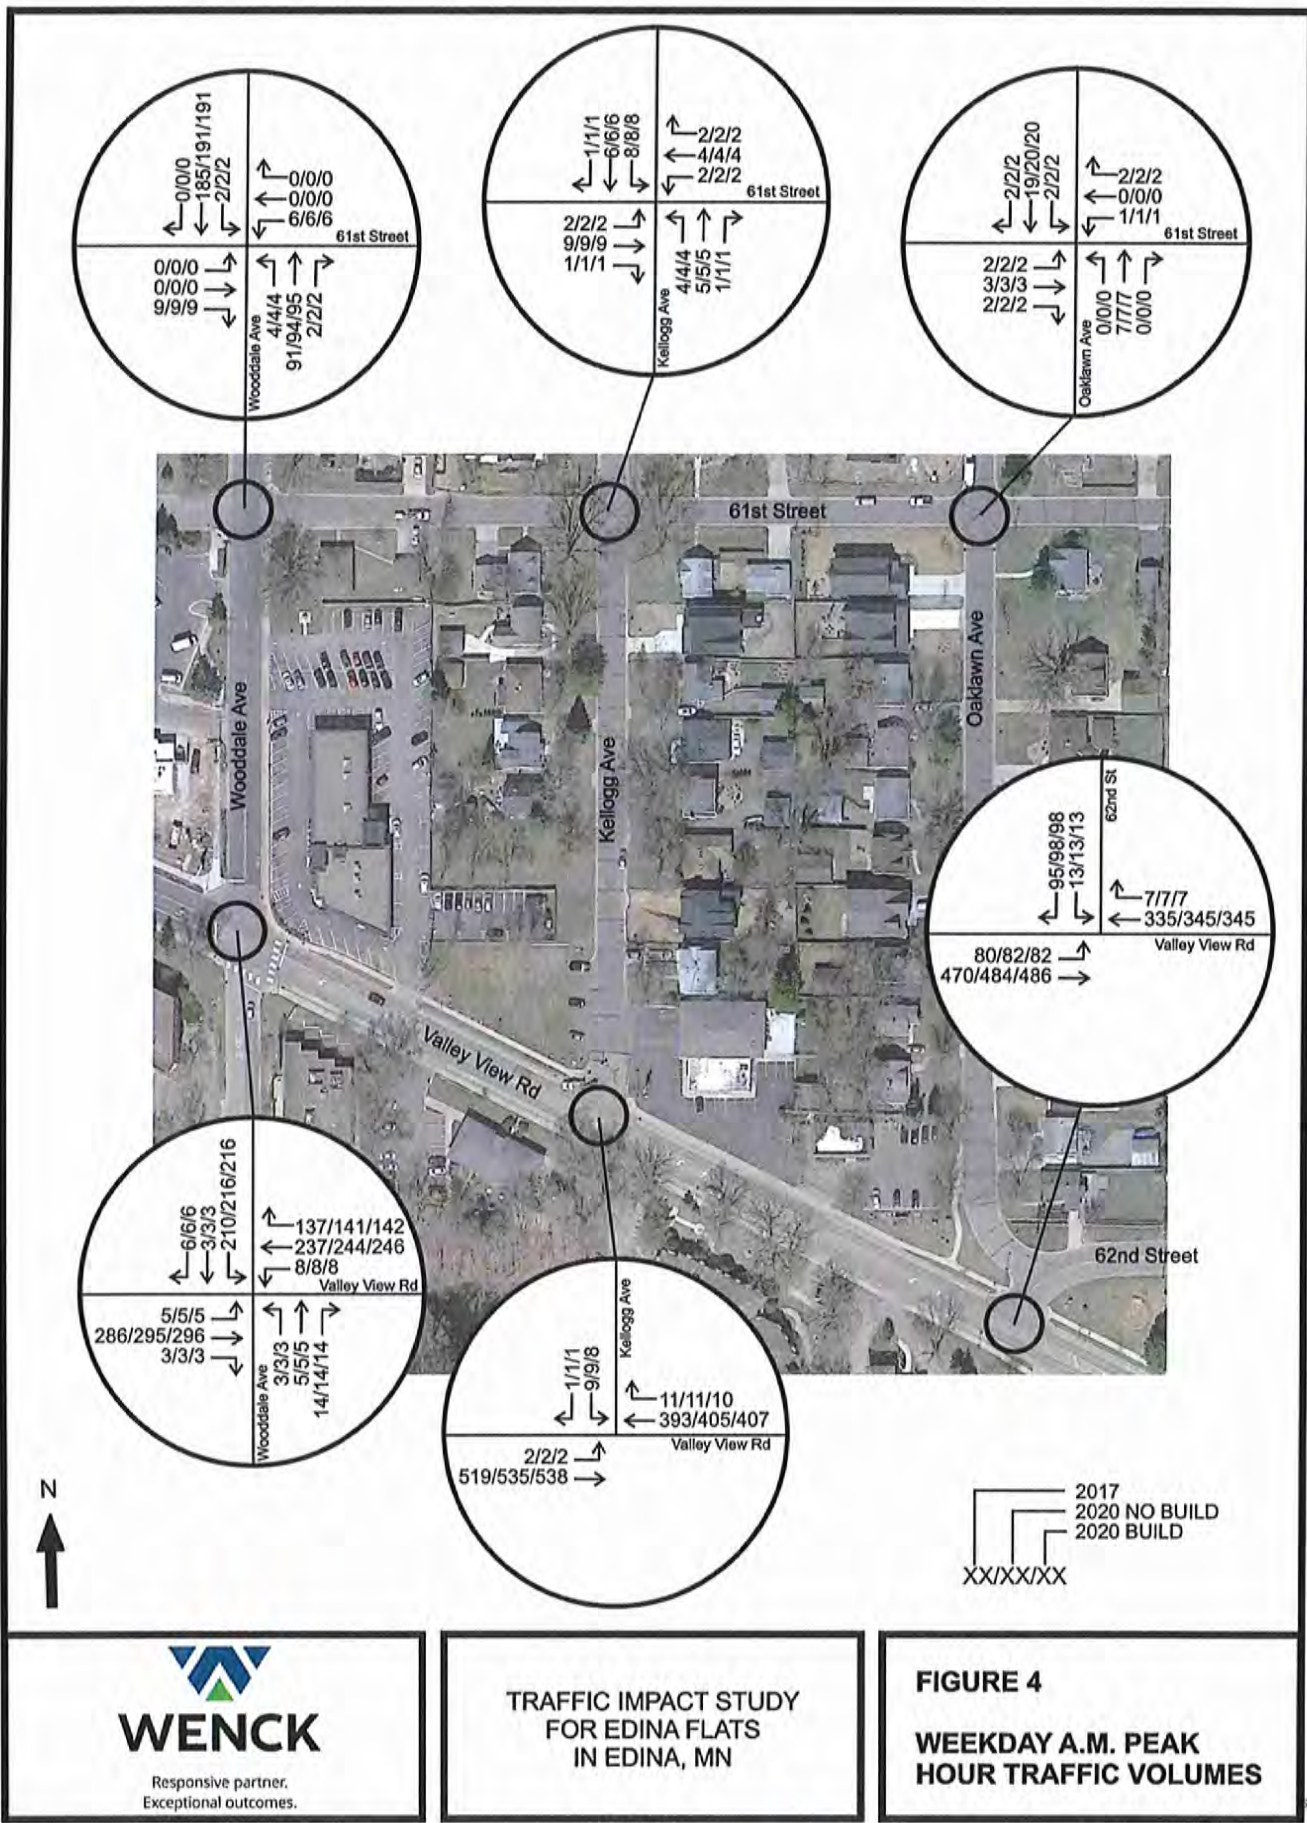 0/0/0
185/191/191
2/2/2
0/0/0
0/0/0
6/6/6
61st Street
0/0/0
0/0/0
9/9/9
Wooddale Ave
4/4/4
91/94/95
2/2/2
1/1/1
6/6/6
8/8/8
2/2/2
4/4/4
2/2/2
61st Street
2/2/2
9/9/9
1/1/1
Kellogg Ave
4/4/4
5/5/5
1/1/1
2/2/2
19/20/20
2/2/2
2/2/2
0/0/0
1/1/1
61st Street
2/2/2
3/3/3
2/2/2
Oaklawn Ave
0/0/0
7/7/7
0/0/0
61st Street
Wooddale Ave
Kellogg Ave
Oaklawn Ave
Valley View Rd
62nd Street
95/98/98
13/13/13
62nd St
7/7/7
335/345/345
Valley View Rd
80/82/82
470/484/486
6/6/6
3/3/3
210/216/216
137/141/142
237/244/246
8/8/8
Valley View Rd
5/5/5
286/295/296
3/3/3
Wooddale Ave
3/3/3
5/5/5
14/14/14
1/1/1
9/9/8
Kellogg Ave
11/11/10
393/405/407
Valley View Rd
2/2/2
519/535/538
N
2017
2020 NO BUILD
2020 BUILD
XX/XX/XX
WENCK
Responsive partner.
Exceptional outcomes.
TRAFFIC IMPACT STUDY
FOR EDINA FLATS
IN EDINA, MN
FIGURE 4
WEEKDAY A.M. PEAK
HOUR TRAFFIC VOLUMES